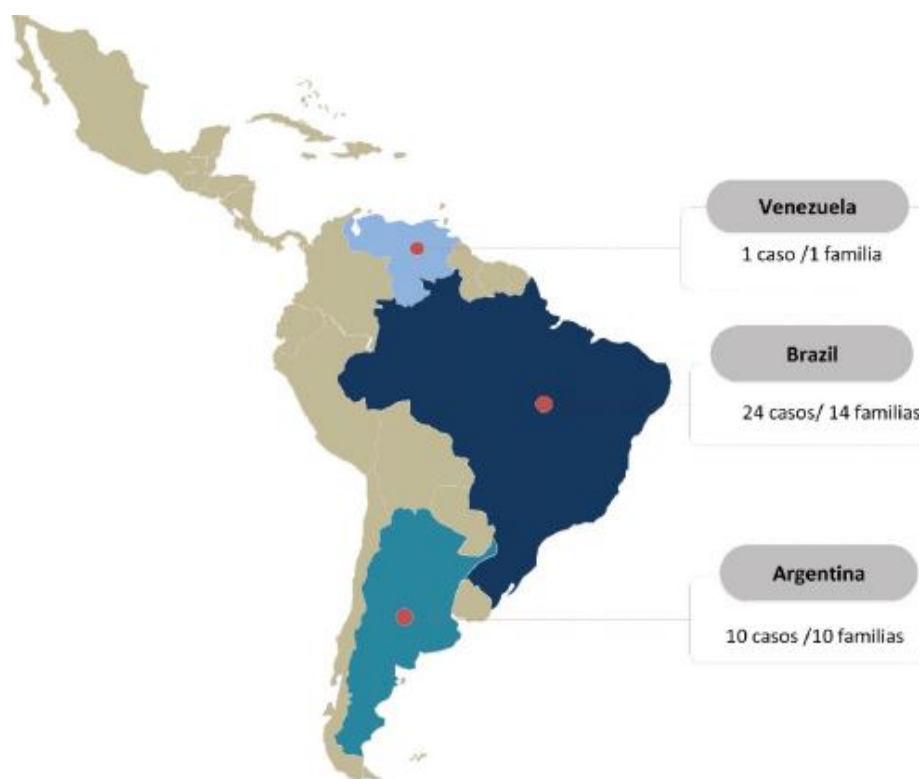 Venezuela
1 caso /1 familia
Brazil
24 casos/ 14 familias
Argentina
10 casos /10 familias